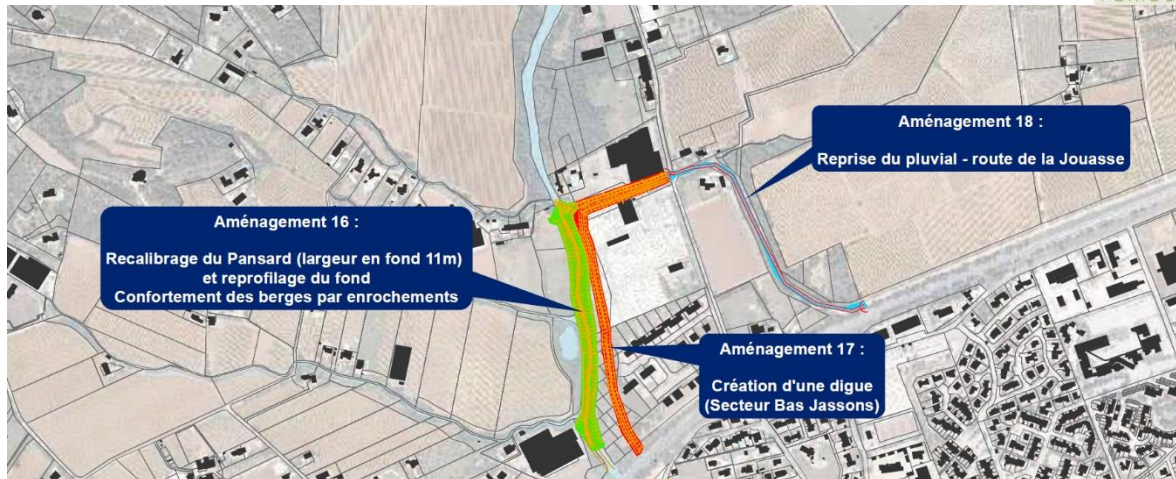 Aménagement 18 :
Reprise du pluvial - route de la Jouasse
Aménagement 16 :
Recalibrage du Pansard (largeur en fond 11m)
et reprofilage du fond
Confortement des berges par enrochements
Aménagement 17 :
Création d'une digue
(Secteur Bas Jassons)